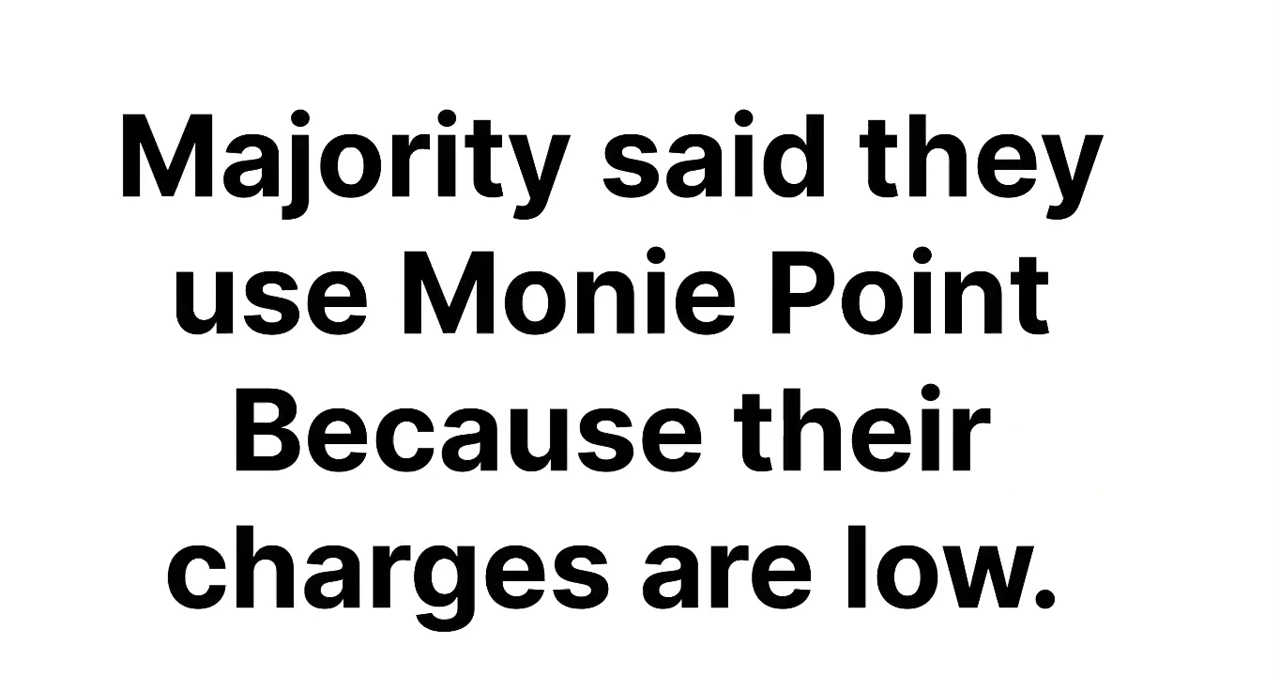 Majority said they
use Monie Point
Because their
charges are low.